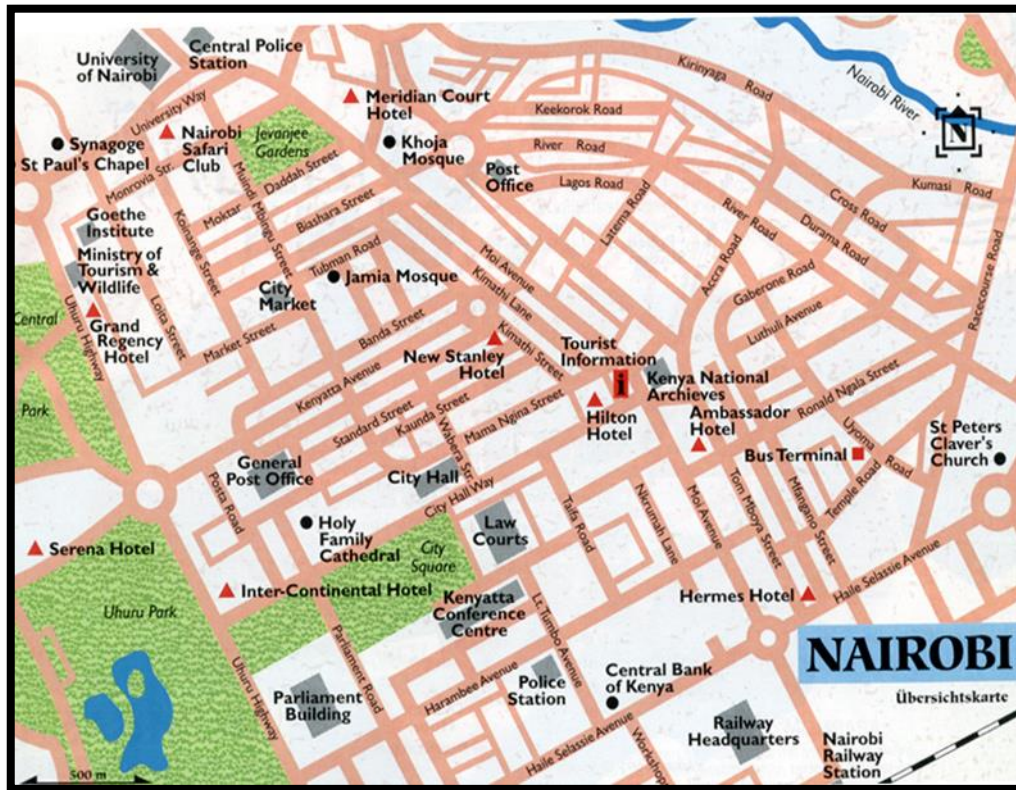 University
of Nairobi
Central Police
Station
Meridian Court
Hotel
Kirinyaga Road
Nairobi River
N
Keekorok Road
University Way
Synagoge
St Paul's Chapel
Nairobi
Safari
Club
Jevanjee
Gardens
Khoja
Mosque
River Road
Post
Office
Lagos Road
Kumasi Road
Monrovia Str.
Moktar Daddah Street
Muindi Mbingu Street
Koinange Street
Biashara Street
Latema Road
River Road
Cross Road
Durama Road
Goethe
Institute
Ministry of
Tourism &
Wildlife
Tubman Road
Jamia Mosque
City
Market
Moi Avenue
Kimathi Lane
Accra Road
Gaberone Road
Racecourse Road
Central
Park
Uhuru Highway
Grand
Regency
Hotel
Loita Street
Market Street
Banda Street
New Stanley
Hotel
Kimathi Street
Tourist
Information
i
Luthuli Avenue
Kenyatta Avenue
Standard Street
Kaunda Street
Wabera Str.
Mama Ngina Street
Hilton
Hotel
Kenya National
Archieves
Ambassador
Hotel
Ronald Ngala Street
Uyoma Road
St Peters
Claver's
Church
Bus Terminal
General
Post Office
City Hall
City Hall Way
Posta Road
Holy
Family
Cathedral
City
Square
Law
Courts
Taifa Road
Nkrumah Lane
Moi Avenue
Tom Mboya Street
Mfangano Street
Temple Road
Haile Selassie Avenue
Serena Hotel
Inter-Continental Hotel
Uhuru Park
Kenyatta
Conference
Centre
Hermes Hotel
Lt. Tumbo Avenue
Uhuru Highway
Parliament Road
Parliament
Building
Harambee Avenue
Police
Station
Central Bank
of Kenya
Haile Selassie Avenue
Workshop
Railway
Headquarters
NAIROBI
Übersichtskarte
Nairobi
Railway
Station
500 m